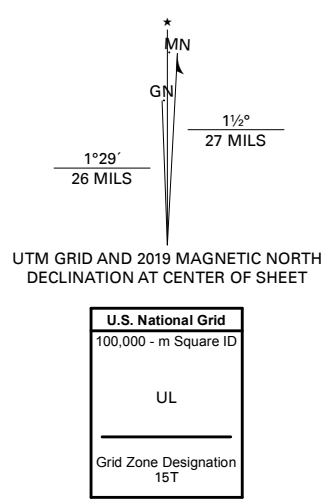 ★
MN
GN
1½°
27 MILS
1°29´
26 MILS
UTM GRID AND 2019 MAGNETIC NORTH
DECLINATION AT CENTER OF SHEET
U.S. National Grid
100,000 - m Square ID
UL
Grid Zone Designation
15T